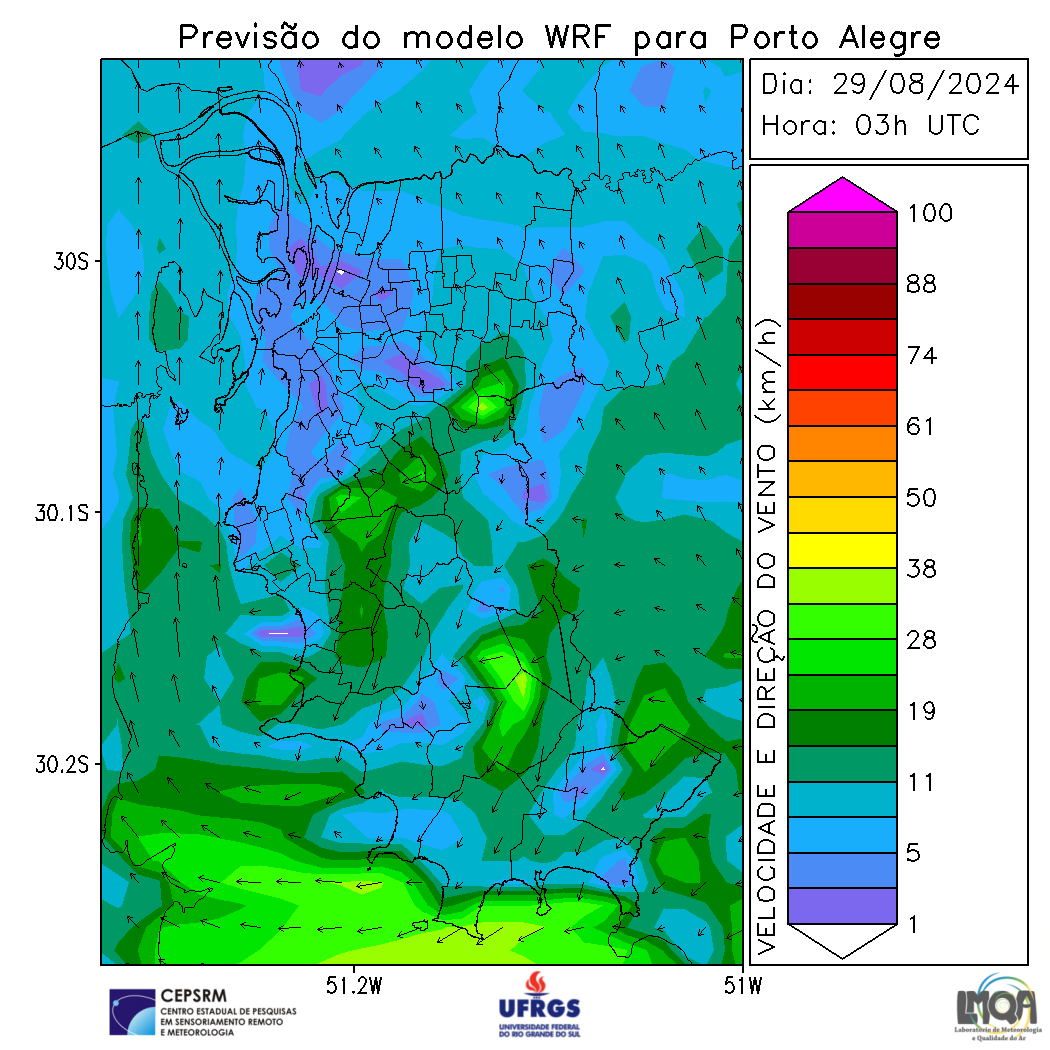 Previsão do modelo WRF para Porto Alegre
Dia: 29/08/2024
Hora: 03h UTC
30S
30.1S
30.2S
51.2W
51W
VELOCIDADE E DIREÇÃO DO VENTO (km/h)
100
88
74
61
50
38
28
19
11
5
1
CEPSRM
CENTRO ESTADUAL DE PESQUISAS
EM SENSORIAMENTO REMOTO
E METEOROLOGIA
UFRGS
UNIVERSIDADE FEDERAL
DO RIO GRANDE DO SUL
LMQA
Laboratório de Meteorologia
e Qualidade do Ar